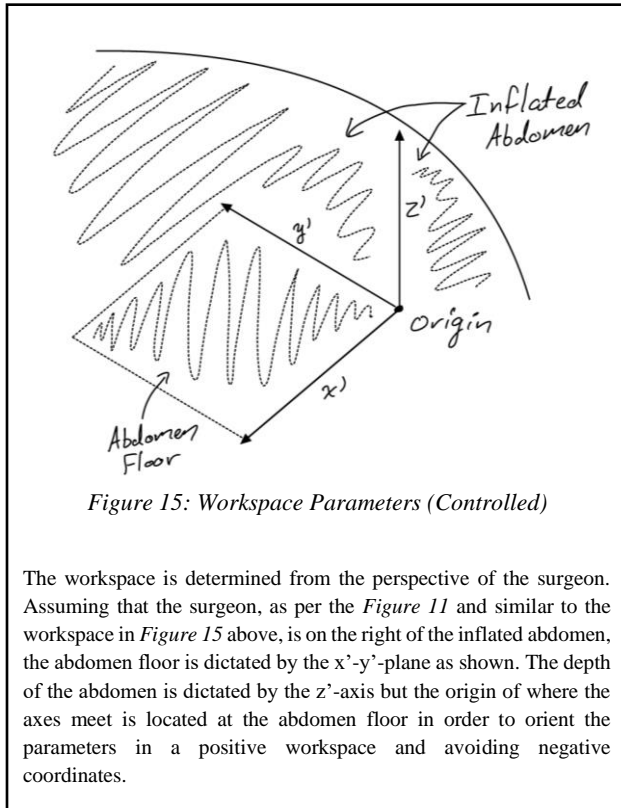 Inflated
Abdomen
z'
y'
Origin
x'
Abdomen
Floor
Figure 15: Workspace Parameters (Controlled)
The workspace is determined from the perspective of the surgeon.
Assuming that the surgeon, as per the Figure 11 and similar to the
workspace in Figure 15 above, is on the right of the inflated abdomen,
the abdomen floor is dictated by the x’-y’-plane as shown. The depth
of the abdomen is dictated by the z’-axis but the origin of where the
axes meet is located at the abdomen floor in order to orient the
parameters in a positive workspace and avoiding negative
coordinates.